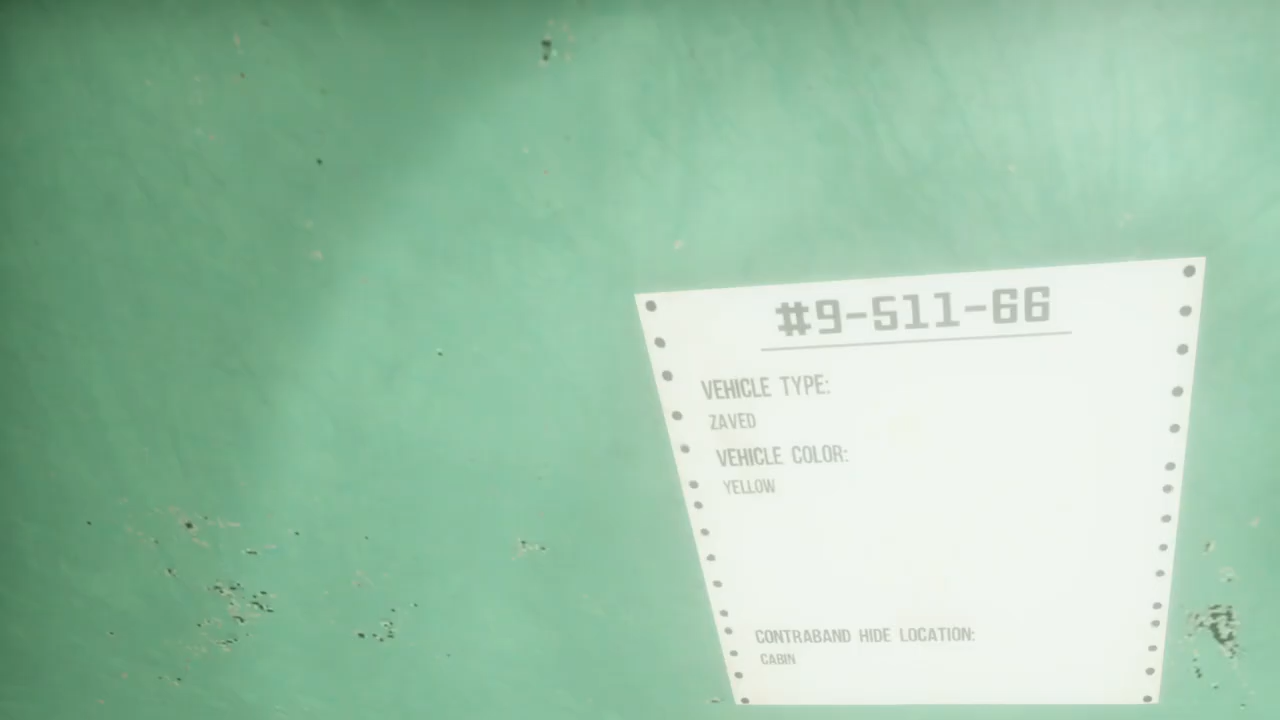 #9-511-66
VEHICLE TYPE:
ZAVED
VEHICLE COLOR:
YELLOW
CONTRABAND HIDE LOCATION:
CABIN